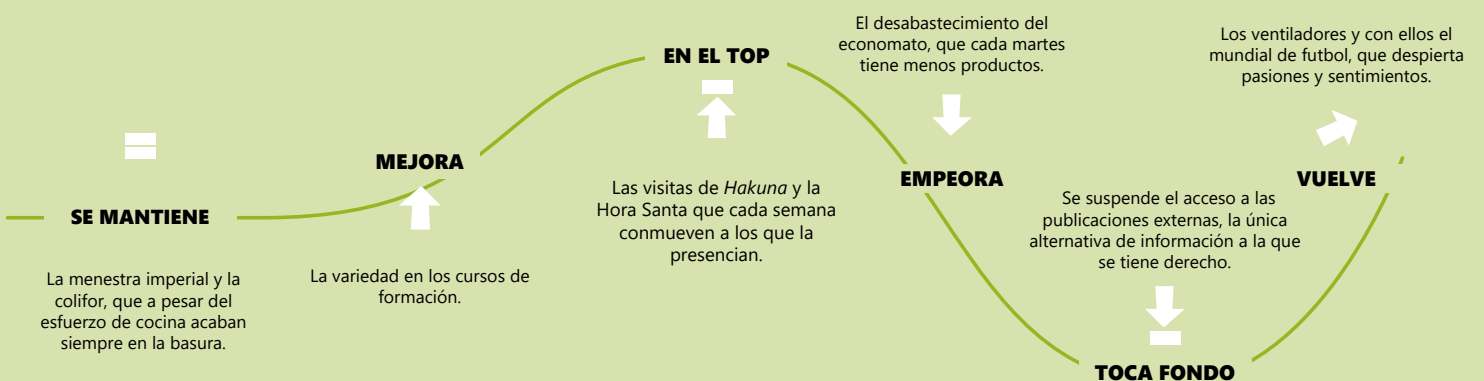 SE MANTIENE
La menestra imperial y la
colifor, que a pesar del
esfuerzo de cocina acaban
siempre en la basura.
MEJORA
La variedad en los cursos de
formación.
EN EL TOP
Las visitas de Hakuna y la
Hora Santa que cada semana
conmueven a los que la
presencian.
El desabastecimiento del
economato, que cada martes
tiene menos productos.
EMPEORA
Se suspende el acceso a las
publicaciones externas, la única
alternativa de información a la que
se tiene derecho.
TOCA FONDO
Los ventiladores y con ellos el
mundial de futbol, que despierta
pasiones y sentimientos.
VUELVE